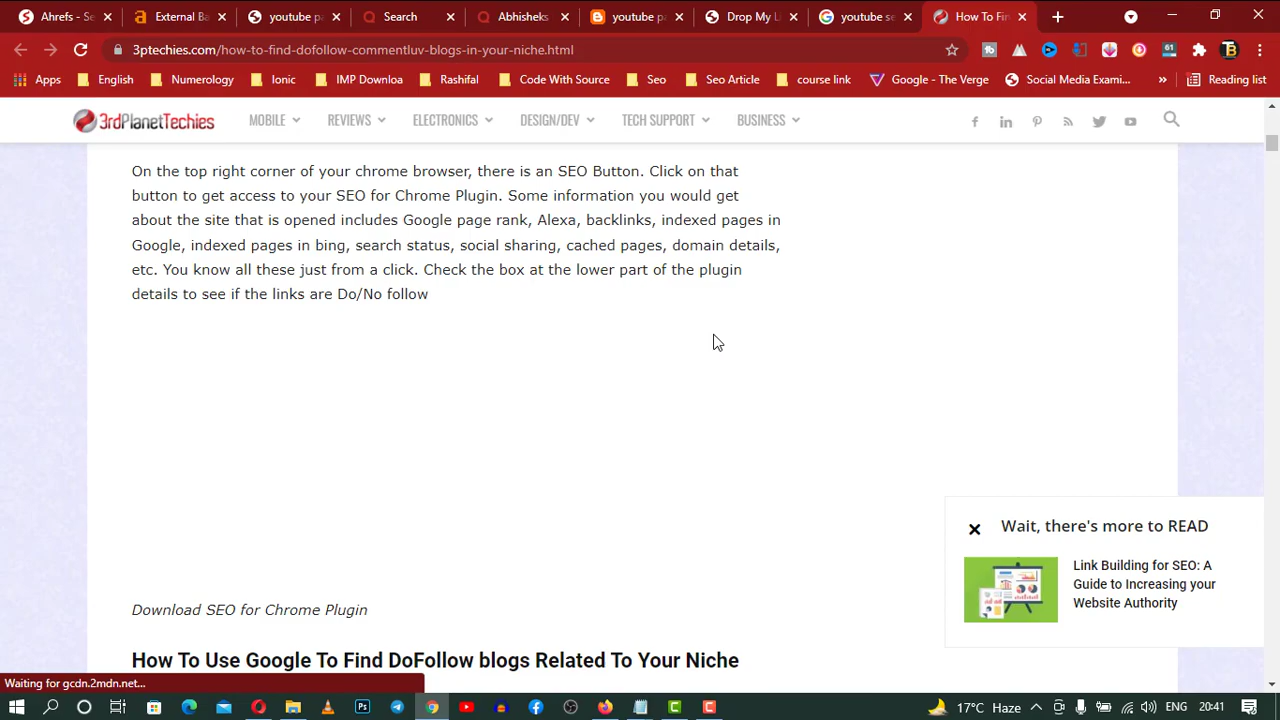 Ahrefs - S
External Ba
youtube pa
Search
Abhisheks
youtube pa
Drop My Li
youtube se
How To Fin
3ptechies.com/how-to-find-dofollow-commentluv-blogs-in-your-niche.html
61
Apps
English
Numerology
Ionic
IMP Downloa
Rashifal
Code With Source
Seo
Seo Article
course link
Google - The Verge
Social Media Exami...
Reading list
3rdPlanetTechies
MOBILE
REVIEWS
ELECTRONICS
DESIGN/DEV
TECH SUPPORT
BUSINESS
On the top right corner of your chrome browser, there is an SEO Button. Click on that
button to get access to your SEO for Chrome Plugin. Some information you would get
about the site that is opened includes Google page rank, Alexa, backlinks, indexed pages in
Google, indexed pages in bing, search status, social sharing, cached pages, domain details,
etc. You know all these just from a click. Check the box at the lower part of the plugin
details to see if the links are Do/No follow
Wait, there's more to READ
Link Building for SEO: A
Guide to Increasing your
Website Authority
Download SEO for Chrome Plugin
How To Use Google To Find DoFollow blogs Related To Your Niche
Waiting for gcdn.2mdn.net...
17°C Haze
ENG
20:41